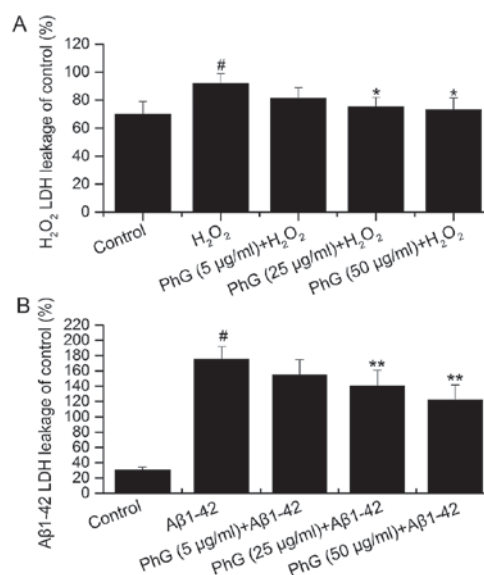 A
H₂O₂ LDH leakage of control (%)
120
100
80
60
40
20
0
#
*
*
Control
H₂O₂
PhG (5 µg/ml)+H₂O₂
PhG (25 µg/ml)+H₂O₂
PhG (50 µg/ml)+H₂O₂
B
Aβ1-42 LDH leakage of control (%)
220
200
180
160
140
120
100
80
60
40
20
0
#
**
**
Control
Aβ1-42
PhG (5 µg/ml)+Aβ1-42
PhG (25 µg/ml)+Aβ1-42
PhG (50 µg/ml)+Aβ1-42